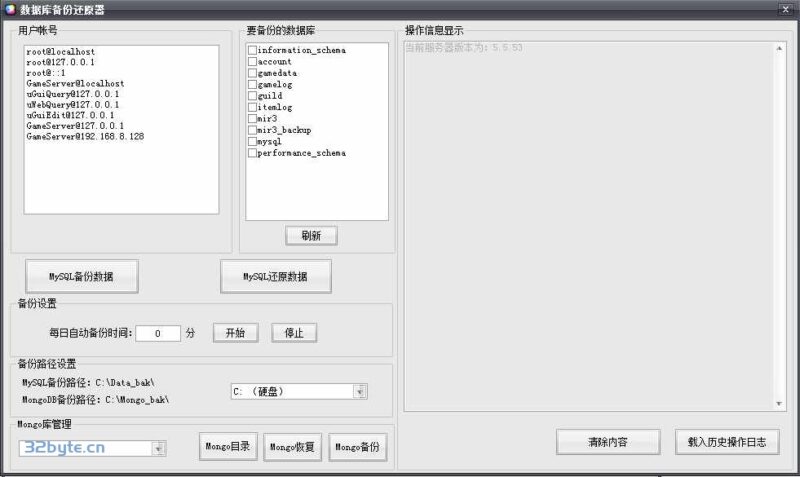 数据库备份还原器
用户帐号
root@localhost
root@127.0.0.1
root@::1
GameServer@localhost
uGuiQuery@127.0.0.1
uWebQuery@127.0.0.1
uGuiEdit@127.0.0.1
GameServer@127.0.0.1
GameServer@192.168.8.128
要备份的数据库
information_schema
account
gamedata
gamelog
guild
itemlog
mir3
mir3_backup
mysql
performance_schema
刷新
MySQL备份数据
MySQL还原数据
备份设置
每日自动备份时间: 0 分
开始
停止
备份路径设置
MySQL备份路径: C:\Data_bak\
MongoDB备份路径: C:\Mongo_bak\
C: (硬盘)
Mongo库管理
32byte.cn
Mongo目录
Mongo恢复
Mongo备份
操作信息显示
当前服务器版本为: 5.5.53
清除内容
载入历史操作日志